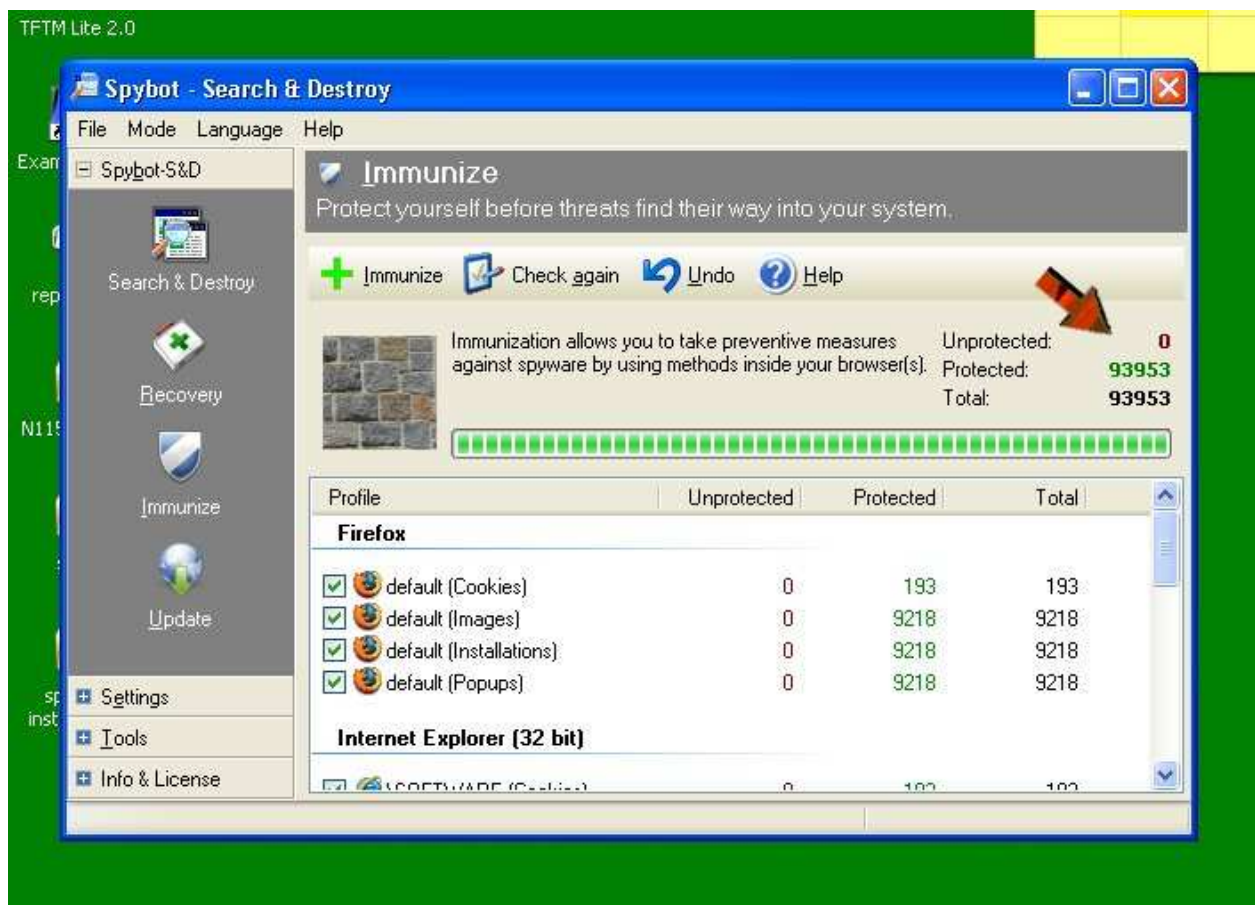 TFTM Lite 2.0
Spybot - Search & Destroy
File Mode Language Help
Spybot-S&D
Search & Destroy
Recovery
Immunize
Update
Settings
Tools
Info & License
Immunize
Protect yourself before threats find their way into your system.
Immunize Check again Undo Help
Immunization allows you to take preventive measures
against spyware by using methods inside your browser(s).
Unprotected: 0
Protected: 93953
Total: 93953
Profile Unprotected Protected Total
Firefox
default (Cookies) 0 193 193
default (Images) 0 9218 9218
default (Installations) 0 9218 9218
default (Popups) 0 9218 9218
Internet Explorer (32 bit)